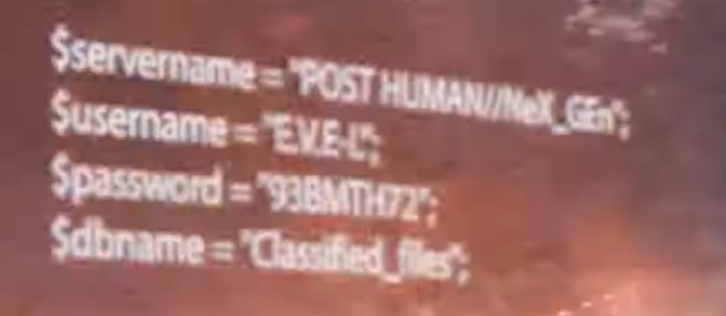 $servername = "POST HUMAN//NeX_GEn";
$username = "E.V.E-L";
$password = "93BMTH72";
$dbname = "Classified_files";